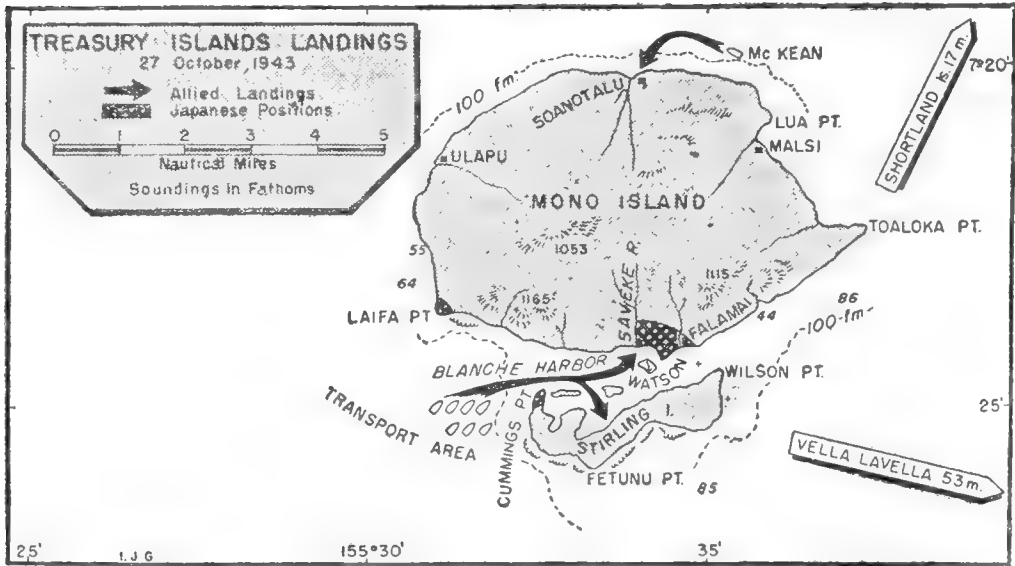 TREASURY ISLANDS LANDINGS
27 October, 1943
Allied Landings
Japanese Positions
0 1 2 3 4 5
Nautical Miles
Soundings in Fathoms
Mc KEAN
7°20'
SHORTLAND Is. 17 m.
100 fm
SOANOTALU
LUA PT.
MALSI
ULAPU
MONO ISLAND
TOALOKA PT.
1053
55
64
SAVEKE R.
1115
1165
86
44
FALAMAI
LAIFA PT
100-fm
BLANCHE HARBOR
WATSON
WILSON PT.
TRANSPORT AREA
CUMMINGS PT.
STIRLING I.
25'
FETUNU PT.
85
VELLA LAVELLA 53 m.
25'
I. J G
155°30'
35'